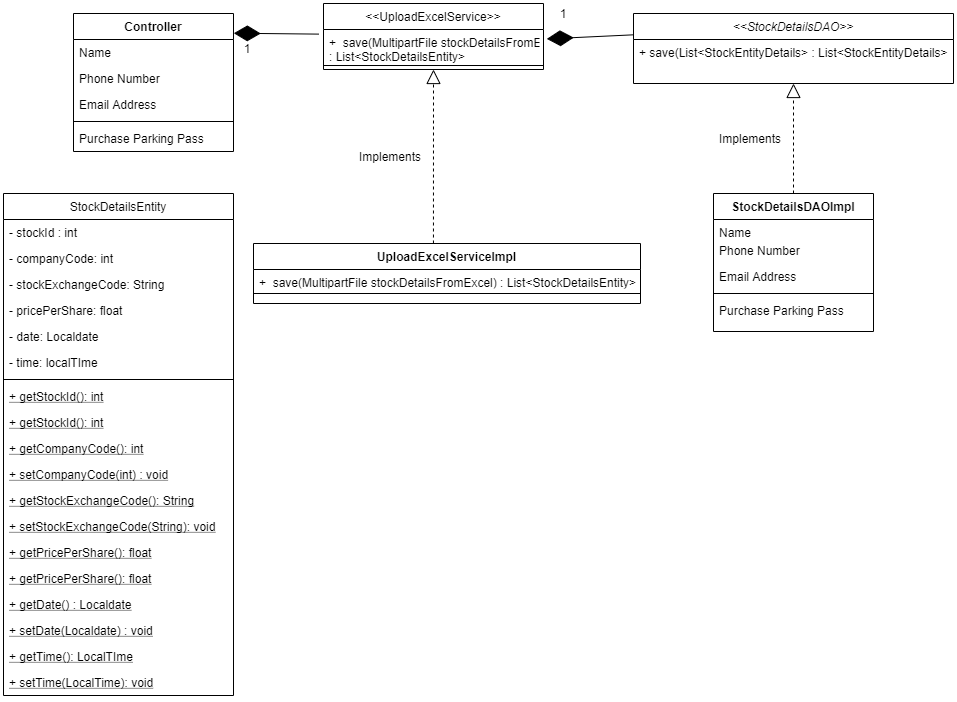 Controller
Name
Phone Number
Email Address
Purchase Parking Pass
1
<<UploadExcelService>>
+  save(MultipartFile stockDetailsFromE
: List<StockDetailsEntity>
1
<<StockDetailsDAO>>
+ save(List<StockEntityDetails> : List<StockEntityDetails>
Implements
Implements
StockDetailsEntity
- stockId : int
- companyCode: int
- stockExchangeCode: String
- pricePerShare: float
- date: Localdate
- time: localTIme
+ getStockId(): int
+ getStockId(): int
+ getCompanyCode(): int
+ setCompanyCode(int) : void
+ getStockExchangeCode(): String
+ setStockExchangeCode(String): void
+ getPricePerShare(): float
+ getPricePerShare(): float
+ getDate() : Localdate
+ setDate(Localdate) : void
+ getTime(): LocalTIme
+ setTime(LocalTime): void
UploadExcelServiceImpl
+  save(MultipartFile stockDetailsFromExcel) : List<StockDetailsEntity>
StockDetailsDAOImpl
Name
Phone Number
Email Address
Purchase Parking Pass